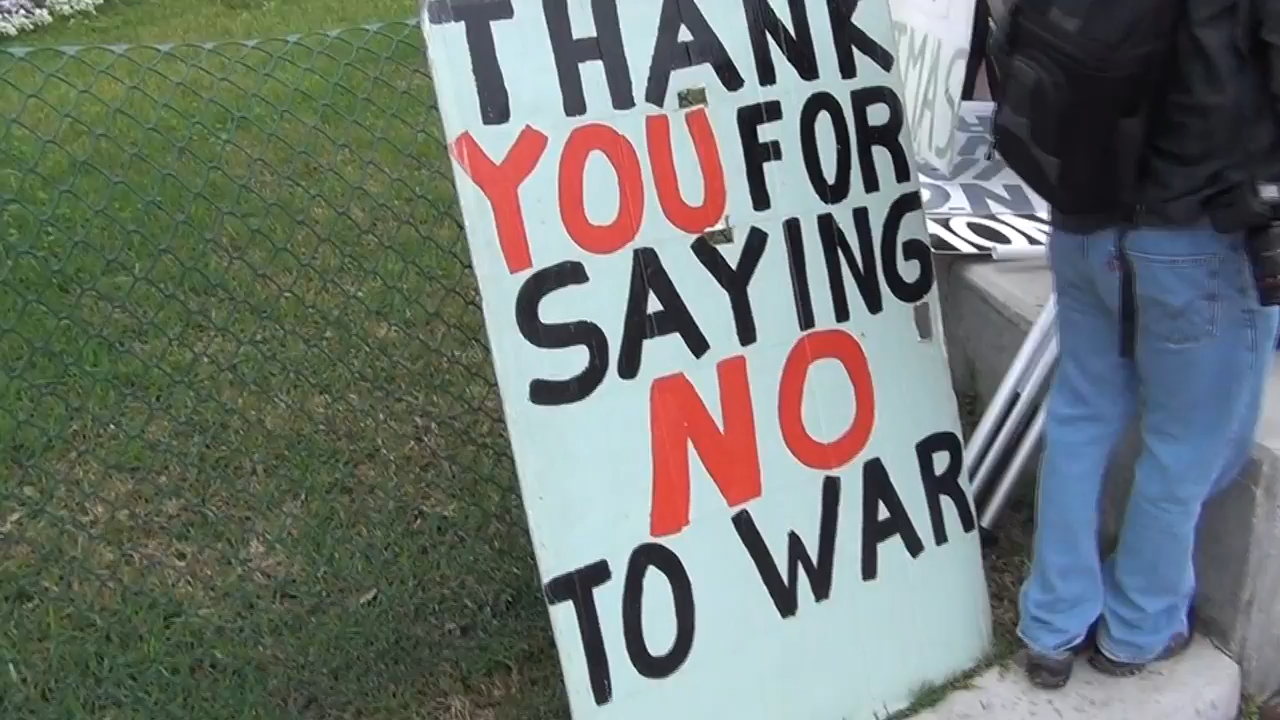 THANK
YOU FOR
SAYING
NO
TO WAR